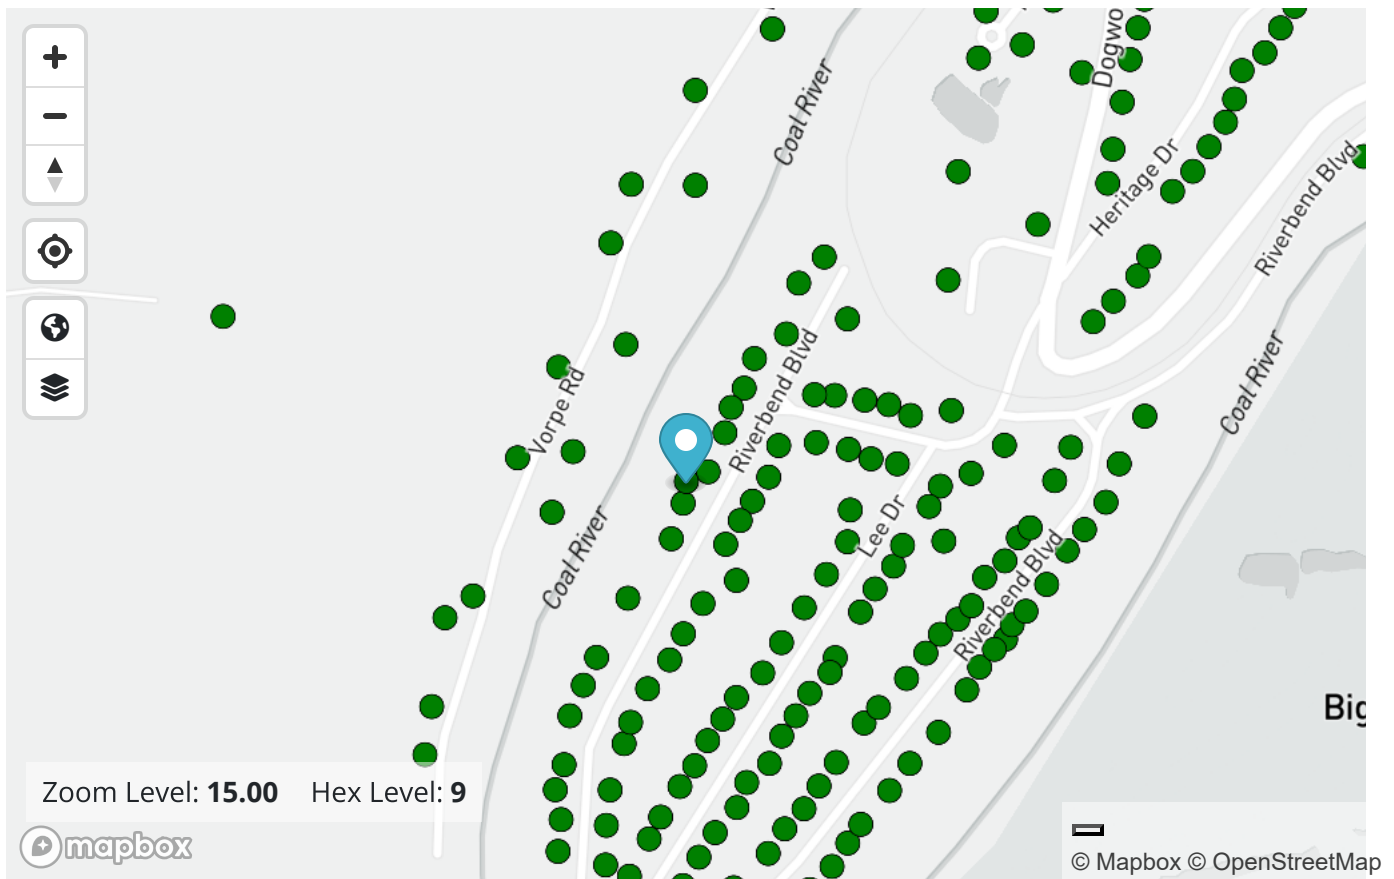 Dogwo
Coal River
Heritage Dr
Riverbend Blvd
Coal River
Riverbend Blvd
Vorpe Rd
Lee Dr
Coal River
Riverbend Blvd
Big
Zoom Level: 15.00 Hex Level: 9
mapbox
© Mapbox © OpenStreetMap